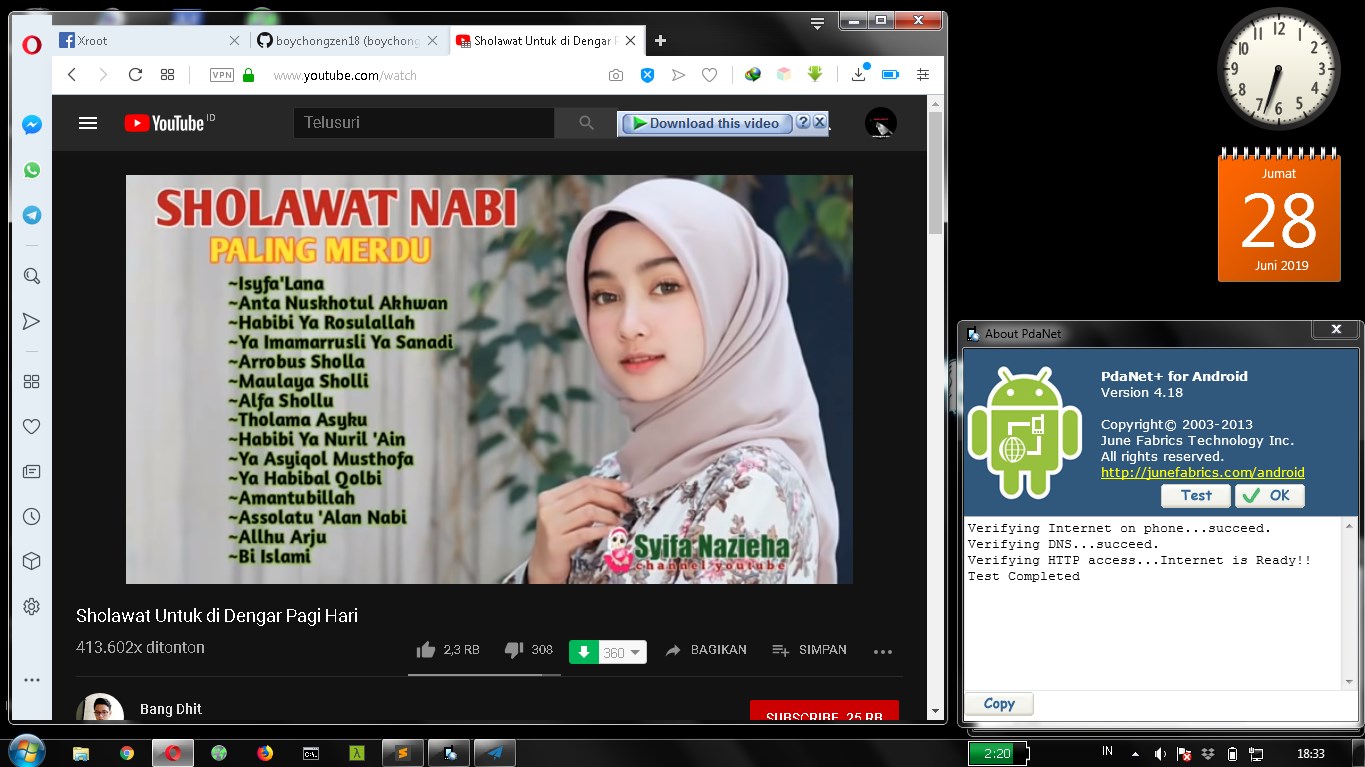 Xroot
boychongzen18 (boychong
Sholawat Untuk di Dengar P
VPN
www.youtube.com/watch
YouTube ID
Telusuri
Download this video
?
SHOLAWAT NABI
PALING MERDU
~Isyfa'Lana
~Anta Nuskhotul Akhwan
~Habibi Ya Rosulallah
~Ya Imamarrusli Ya Sanadi
~Arrobus Sholla
~Maulaya Sholli
~Alfa Shollu
~Tholama Asyku
~Habibi Ya Nuril 'Ain
~Ya Asyiqol Musthofa
~Ya Habibal Qolbi
~Amantubillah
~Assolatu 'Alan Nabi
~Allhu Arju
~Bi Islami
Syifa Nazieha
channel youtube
Sholawat Untuk di Dengar Pagi Hari
413.602x ditonton
2,3 RB
308
360
BAGIKAN
SIMPAN
Bang Dhit
SUBSCRIBE 25 RB
12
1
2
3
4
5
6
7
8
9
10
11
Jumat
28
Juni 2019
About PdaNet
PdaNet+ for Android
Version 4.18
Copyright© 2003-2013
June Fabrics Technology Inc.
All rights reserved.
http://junefabrics.com/android
Test
OK
Verifying Internet on phone...succeed.
Verifying DNS...succeed.
Verifying HTTP access...Internet is Ready!!
Test Completed
Copy
2:20
IN
18:33